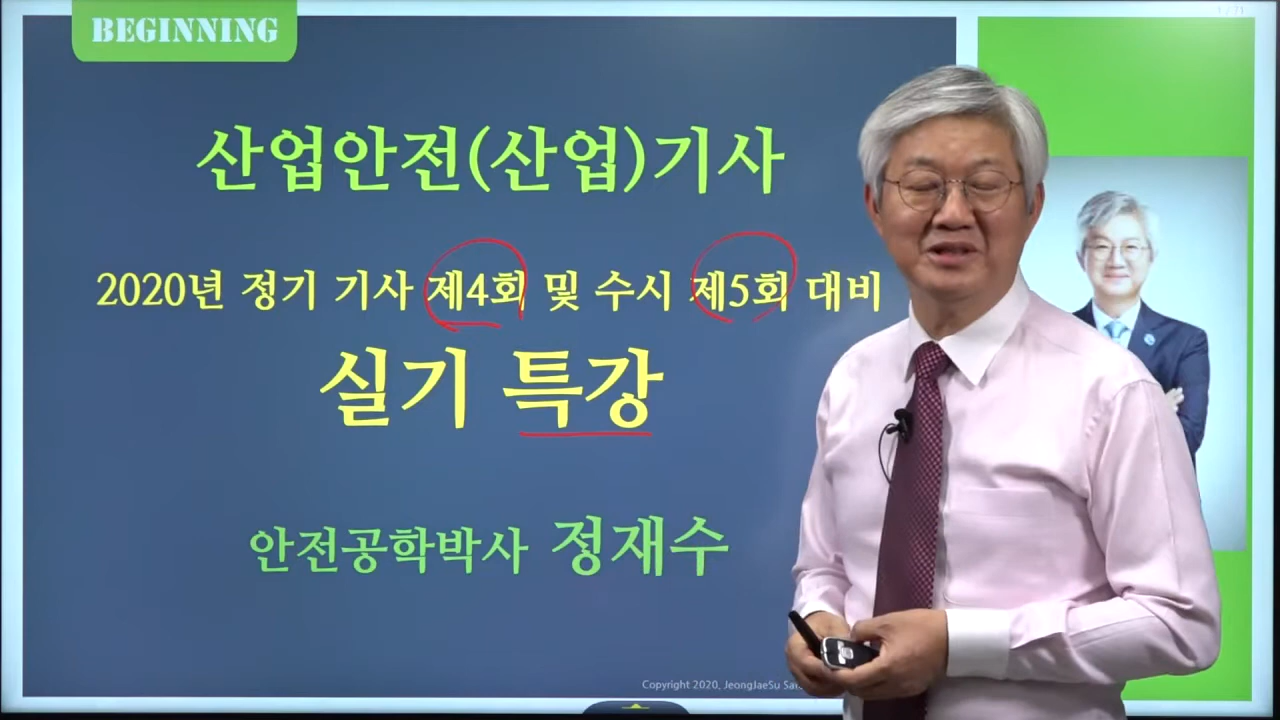 BEGINNING
산업안전(산업)기사
2020년 정기 기사 제4회 및 수시 제5회 대비
실기 특강
안전공학박사 정재수
Copyright 2020, JeongJaeSu